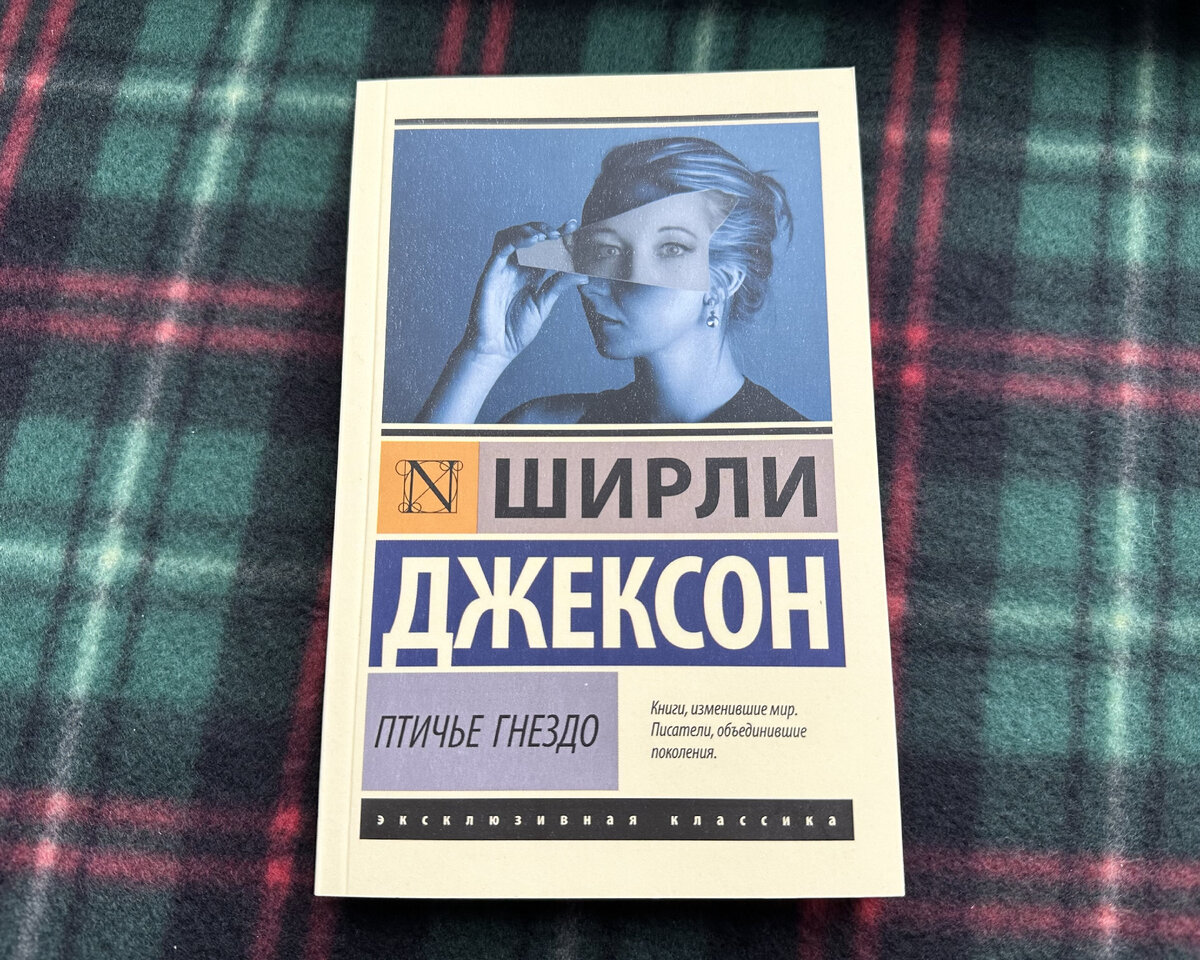 N
ШИРЛИ
ДЖЕКСОН
ПТИЧЬЕ ГНЕЗДО
Книги, изменившие мир.
Писатели, объединившие
поколения.
эксклюзивная классика